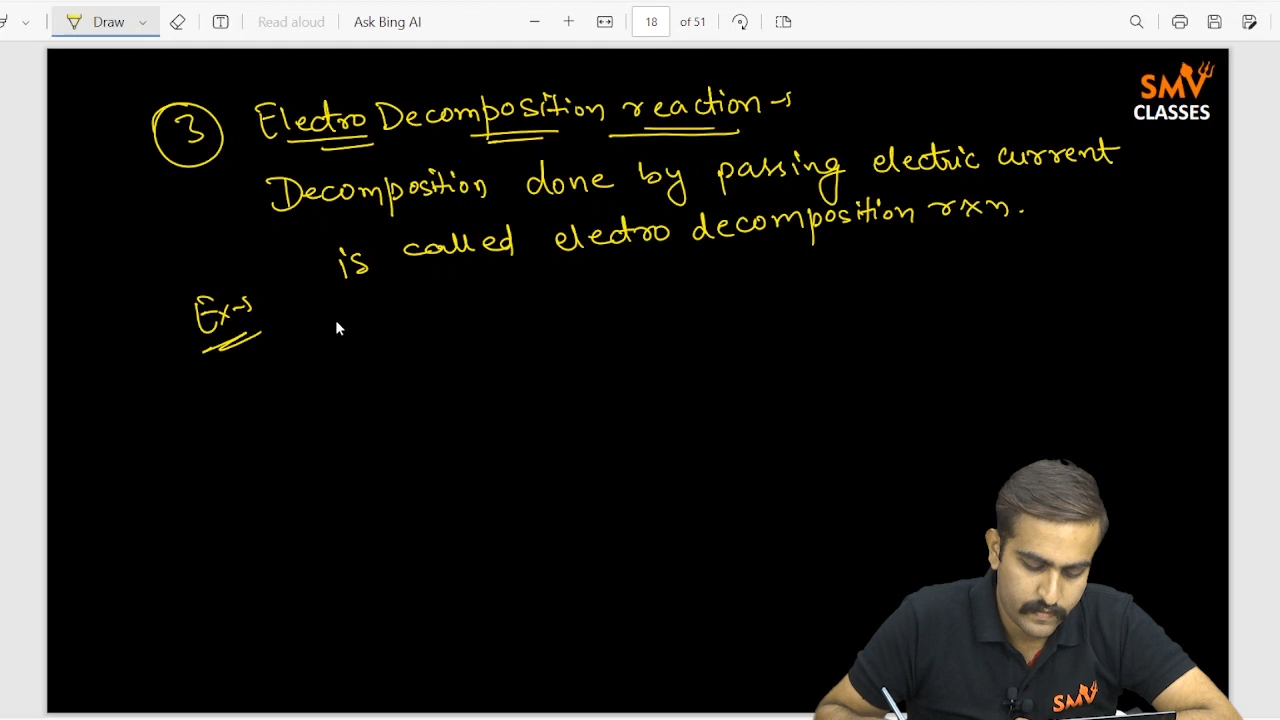 Draw
Read aloud
Ask Bing AI
18
of 51
SMV
CLASSES
3 Electro Decomposition reaction→
Decomposition done by passing electric current
is called electro decomposition rxn.
Ex→
SMV